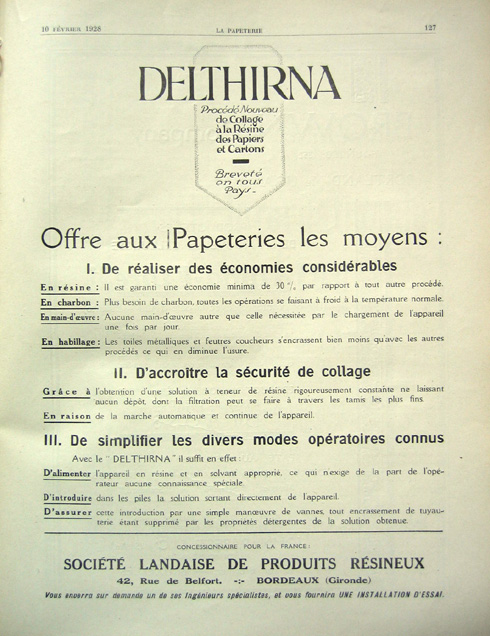 10 FÉVRIER 1928 LA PAPETERIE 127
DELTHIRNA
Procédé Nouveau
de Collage
à la Résine
des Papiers
et Cartons
Breveté
en tous
Pays.
Offre aux Papeteries les moyens :
I. De réaliser des économies considérables
En résine : Il est garanti une économie minima de 30 %, par rapport à tout autre procédé.
En charbon : Plus besoin de charbon, toutes les opérations se faisant à froid à la température normale.
En main-d'œuvre : Aucune main-d'œuvre autre que celle nécessitée par le chargement de l'appareil
une fois par jour.
En habillage : Les toiles métalliques et feutres coucheurs s'encrassent bien moins qu'avec les autres
procédés ce qui en diminue l'usure.
II. D'accroître la sécurité de collage
Grâce à l'obtention d'une solution à teneur de résine rigoureusement constante ne laissant
aucun dépôt, dont la filtration peut se faire à travers les tamis les plus fins.
En raison de la marche automatique et continue de l'appareil.
III. De simplifier les divers modes opératoires connus
Avec le "DELTHIRNA" il suffit en effet :
D'alimenter l'appareil en résine et en solvant approprié, ce qui n'exige de la part de l'opé-
rateur aucune connaissance spéciale.
D'introduire dans les piles la solution sortant directement de l'appareil.
D'assurer cette introduction par une simple manœuvre de vannes, tout encrassement de tuyau-
terie étant supprimé par les propriétés détergentes de la solution obtenue.
CONCESSIONNAIRE POUR LA FRANCE :
SOCIÉTÉ LANDAISE DE PRODUITS RÉSINEUX
42, Rue de Belfort. -:- BORDEAUX (Gironde)
Vous enverra sur demande un de ses Ingénieurs spécialistes, et vous fournira UNE INSTALLATION D'ESSAI.